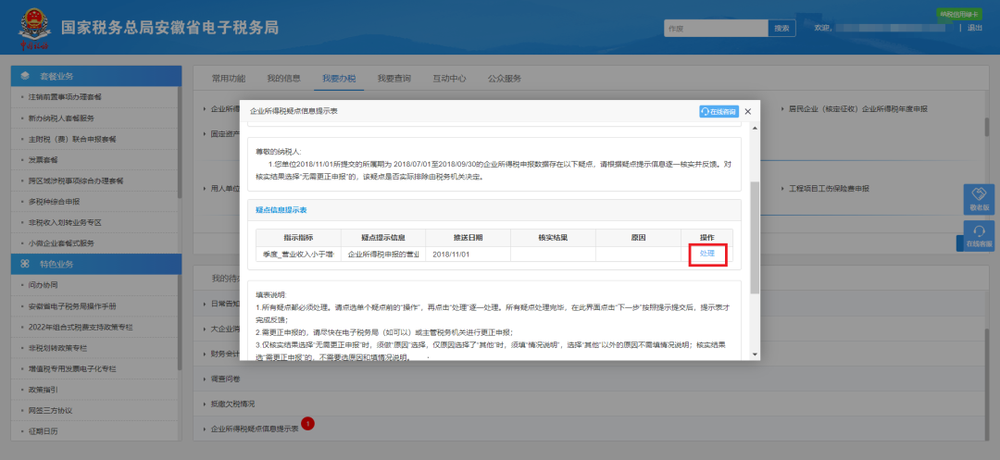 国家税务总局安徽省电子税务局
作废
搜索
纳税信用绿卡
欢迎,
| 退出
套餐业务
注销前置事项办理套餐
新办纳税人套餐服务
主附税（费）联合申报套餐
发票套餐
跨区域涉税事项综合办理套餐
多税种综合申报
非税收入划转业务专区
小微企业套餐式服务
特色业务
问办协同
安徽省电子税务局操作手册
2022年组合式税费支持政策专栏
非税划转政策专栏
增值税专用发票电子化专栏
政策指引
网签三方协议
征期日历
常用功能 我的信息 我要办税 我要查询 互动中心 公众服务
企业所得
居民企业（核定征收）企业所得税年度申报
固定资产
用人单位
工程项目工伤保险费申报
敬老版
在线客服
企业所得税疑点信息提示表
在线咨询
尊敬的纳税人:
1.您单位2018/11/01所提交的所属期为 2018/07/01至2018/09/30的企业所得税申报数据存在以下疑点，请根据疑点提示信息逐一核实并反馈。对
核实结果选择“无需更正申报”的，该疑点是否实际排除由税务机关决定。
疑点信息提示表
指示指标 疑点提示信息 推送日期 核实结果 原因 操作
季度_营业收入小于增 企业所得税申报的营业 2018/11/01 处理
填表说明:
1.所有疑点都必须处理。请点选单个疑点前的“操作”，再点击“处理”逐一处理。所有疑点处理完毕，在此界面点击“下一步”按照提示提交后，提示表才
完成反馈；
2.需更正申报的，请尽快在电子税务局（如可以）或主管税务机关进行更正申报；
3.仅核实结果选择“无需更正申报”时，须做“原因”选择，仅原因选择了“其他”时，须填“情况说明”，选择“其他”以外的原因不需填情况说明；核实结果
选“需更正申报”的，不需要选原因和填情况说明。
我的待
日常告知
大企业
财务会计
调查问卷
抵缴欠税情况
企业所得税疑点信息提示表
1